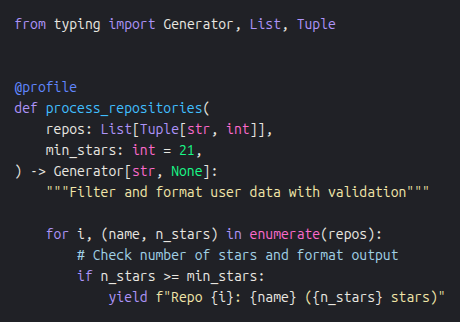 from typing import Generator, List, Tuple


@profile
def process_repositories(
    repos: List[Tuple[str, int]],
    min_stars: int = 21,
) -> Generator[str, None]:
    """Filter and format user data with validation"""

    for i, (name, n_stars) in enumerate(repos):
        # Check number of stars and format output
        if n_stars >= min_stars:
            yield f"Repo {i}: {name} ({n_stars} stars)"